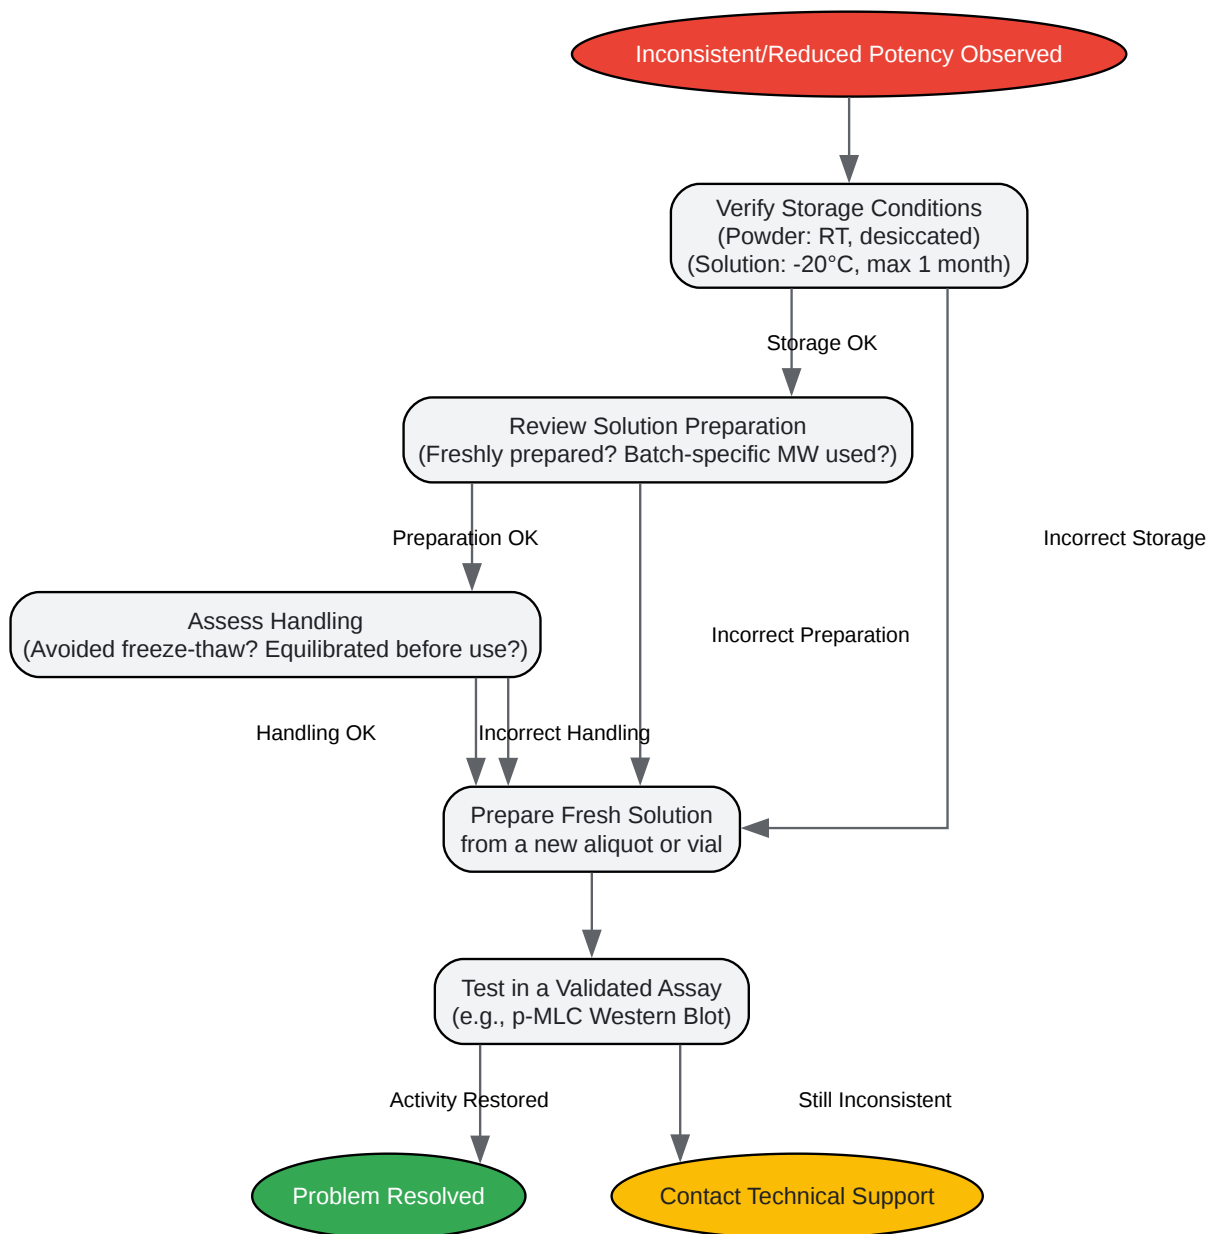 Inconsistent/Reduced Potency Observed
Verify Storage Conditions
(Powder: RT, desiccated)
(Solution: -20°C, max 1 month)
Storage OK
Review Solution Preparation
(Freshly prepared? Batch-specific MW used?)
Preparation OK
Incorrect Storage
Assess Handling
(Avoided freeze-thaw? Equilibrated before use?)
Incorrect Preparation
Handling OK
Incorrect Handling
Prepare Fresh Solution
from a new aliquot or vial
Test in a Validated Assay
(e.g., p-MLC Western Blot)
Activity Restored
Still Inconsistent
Problem Resolved
Contact Technical Support